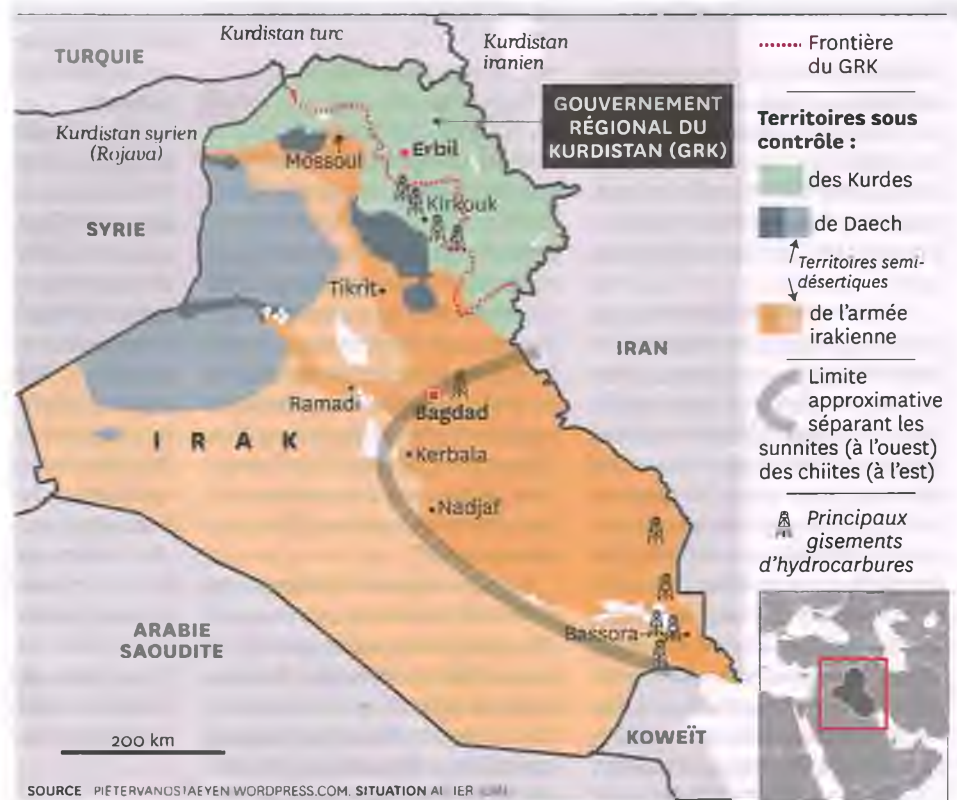 Kurdistan turc
TURQUIE
Kurdistan
iranien
Kurdistan syrien
(Rojava)
GOUVERNEMENT
RÉGIONAL DU
KURDISTAN (GRK)
Mossoul
Erbil
Kirkouk
SYRIE
Tikrit
IRAN
Ramadi
Bagdad
IRAK
Kerbala
Nadjaf
ARABIE
SAOUDITE
Bassora
KOWEÏT
200 km
SOURCE PIETERVANOSTAEYEN.WORDPRESS.COM. SITUATION
Frontière
du GRK
Territoires sous
contrôle :
des Kurdes
de Daech
Territoires semi-
désertiques
de l'armée
irakienne
Limite
approximative
séparant les
sunnites (à l'ouest)
des chiites (à l'est)
Principaux
gisements
d'hydrocarbures